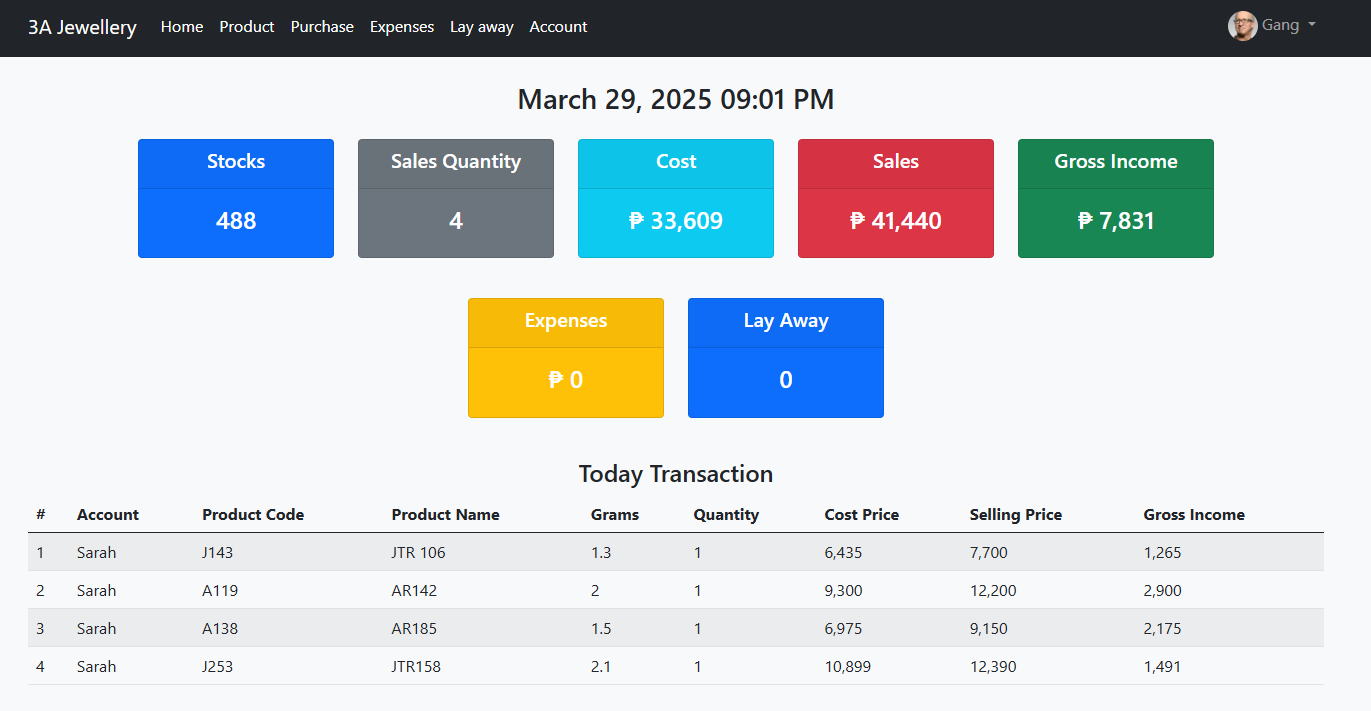 3A Jewellery Home Product Purchase Expenses Lay away Account Gang
March 29, 2025 09:01 PM
Stocks Sales Quantity Cost Sales Gross Income
488 4 ₱ 33,609 ₱ 41,440 ₱ 7,831
Expenses Lay Away
₱ 0 0
Today Transaction
# Account Product Code Product Name Grams Quantity Cost Price Selling Price Gross Income
1 Sarah J143 JTR 106 1.3 1 6,435 7,700 1,265
2 Sarah A119 AR142 2 1 9,300 12,200 2,900
3 Sarah A138 AR185 1.5 1 6,975 9,150 2,175
4 Sarah J253 JTR158 2.1 1 10,899 12,390 1,491